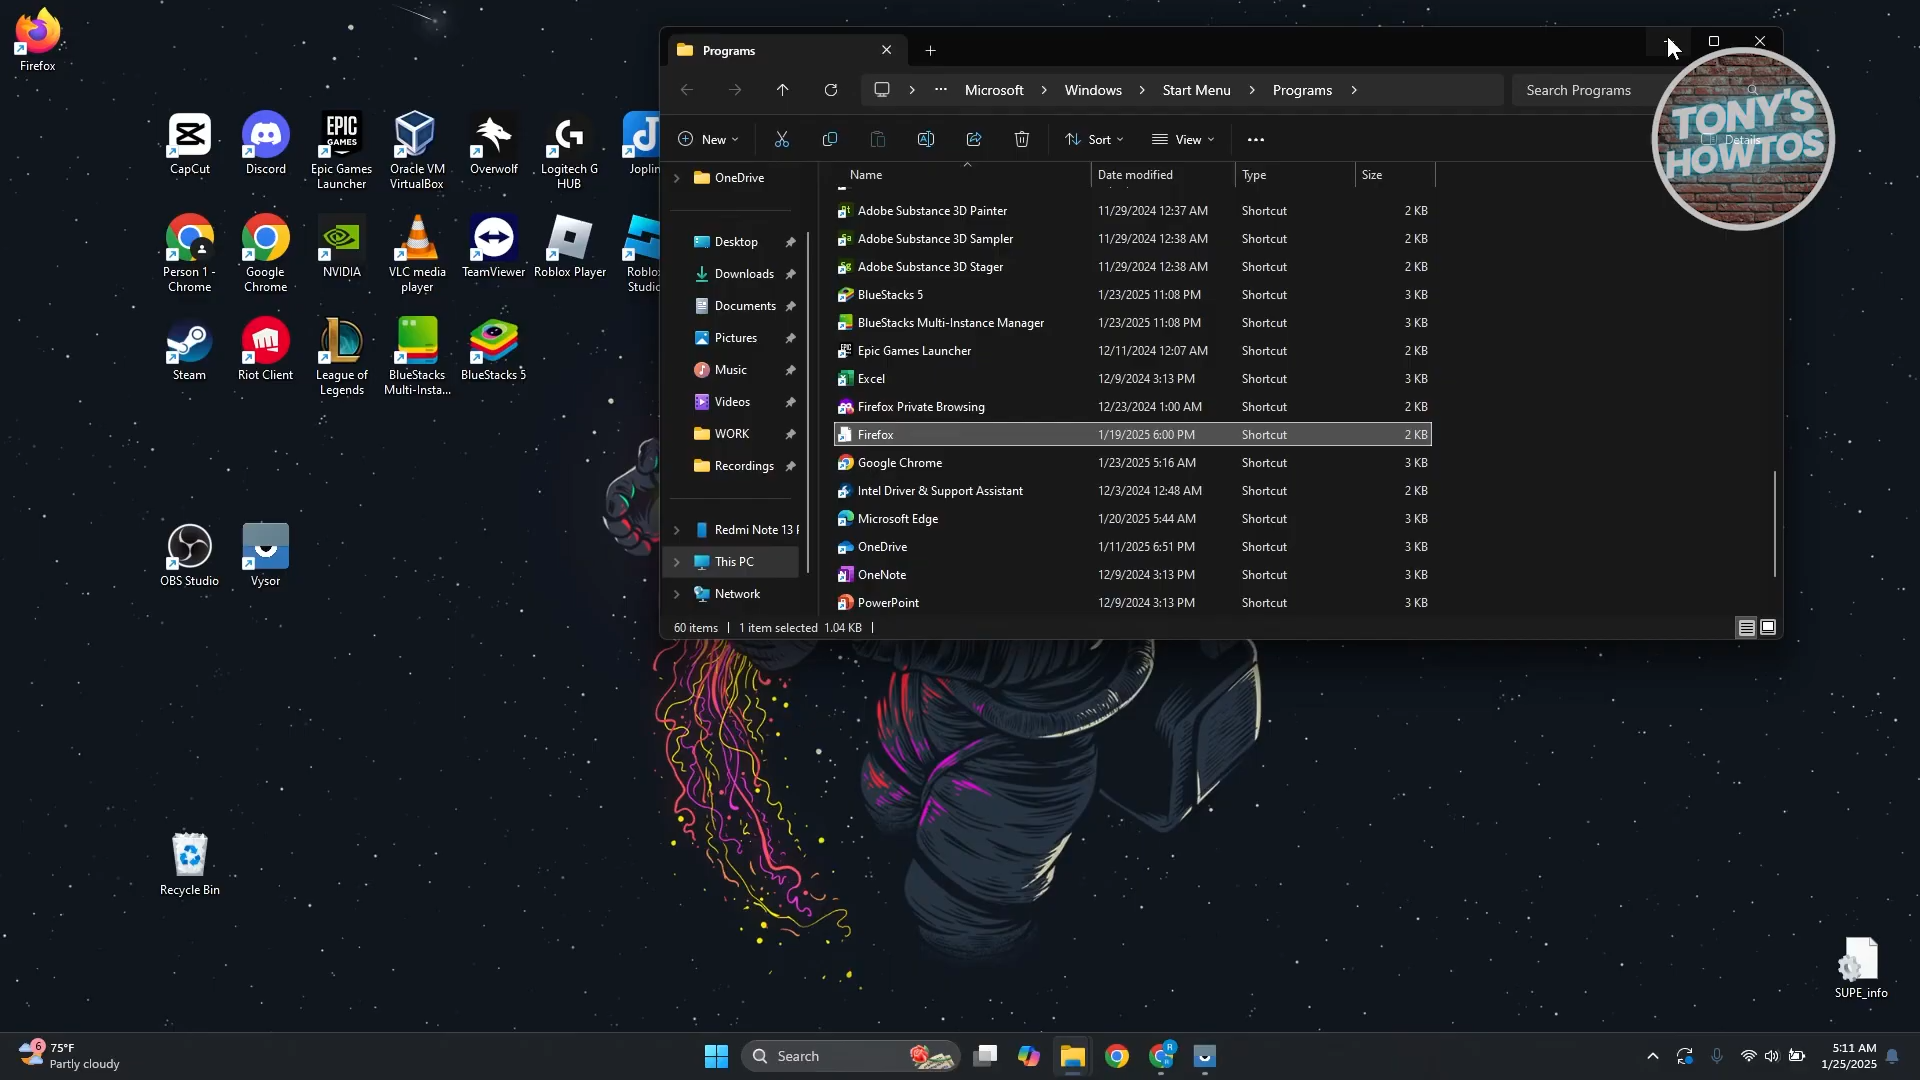 Firefox
CapCut
Discord
Epic Games
Launcher
Oracle VM
VirtualBox
Overwolf
Logitech G
HUB
Joplin
EPIC
GAMES
Person 1 -
Chrome
Google
Chrome
NVIDIA
VLC media
player
TeamViewer
Roblox Player
Roblox
Studio
Steam
Riot Client
League of
Legends
BlueStacks
Multi-Insta...
BlueStacks 5
OBS Studio
Vysor
Recycle Bin
SUPE_info
Programs
Microsoft > Windows > Start Menu > Programs >
Search Programs
TONY'S
HOWTOS
New
Sort
View
Details
Name Date modified Type Size
OneDrive
Desktop
Downloads
Documents
Pictures
Music
Videos
WORK
Recordings
Redmi Note 13
This PC
Network
Adobe Substance 3D Painter 11/29/2024 12:37 AM Shortcut 2 KB
Adobe Substance 3D Sampler 11/29/2024 12:38 AM Shortcut 2 KB
Adobe Substance 3D Stager 11/29/2024 12:38 AM Shortcut 2 KB
BlueStacks 5 1/23/2025 11:08 PM Shortcut 3 KB
BlueStacks Multi-Instance Manager 1/23/2025 11:08 PM Shortcut 3 KB
Epic Games Launcher 12/11/2024 12:07 AM Shortcut 2 KB
Excel 12/9/2024 3:13 PM Shortcut 3 KB
Firefox Private Browsing 12/23/2024 1:00 AM Shortcut 2 KB
Firefox 1/19/2025 6:00 PM Shortcut 2 KB
Google Chrome 1/23/2025 5:16 AM Shortcut 3 KB
Intel Driver & Support Assistant 12/3/2024 12:48 AM Shortcut 2 KB
Microsoft Edge 1/20/2025 5:44 AM Shortcut 3 KB
OneDrive 1/11/2025 6:51 PM Shortcut 3 KB
OneNote 12/9/2024 3:13 PM Shortcut 3 KB
PowerPoint 12/9/2024 3:13 PM Shortcut 3 KB
60 items | 1 item selected 1.04 KB |
6
75°F
Partly cloudy
Search
R
5:11 AM
1/25/2025